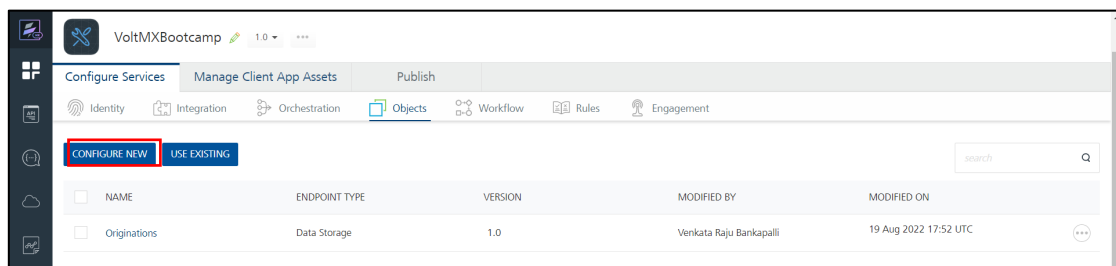 VoltMXBootcamp 1.0
Configure Services Manage Client App Assets Publish
Identity Integration Orchestration Objects Workflow Rules Engagement
CONFIGURE NEW USE EXISTING search
NAME ENDPOINT TYPE VERSION MODIFIED BY MODIFIED ON
Originations Data Storage 1.0 Venkata Raju Bankapalli 19 Aug 2022 17:52 UTC
API